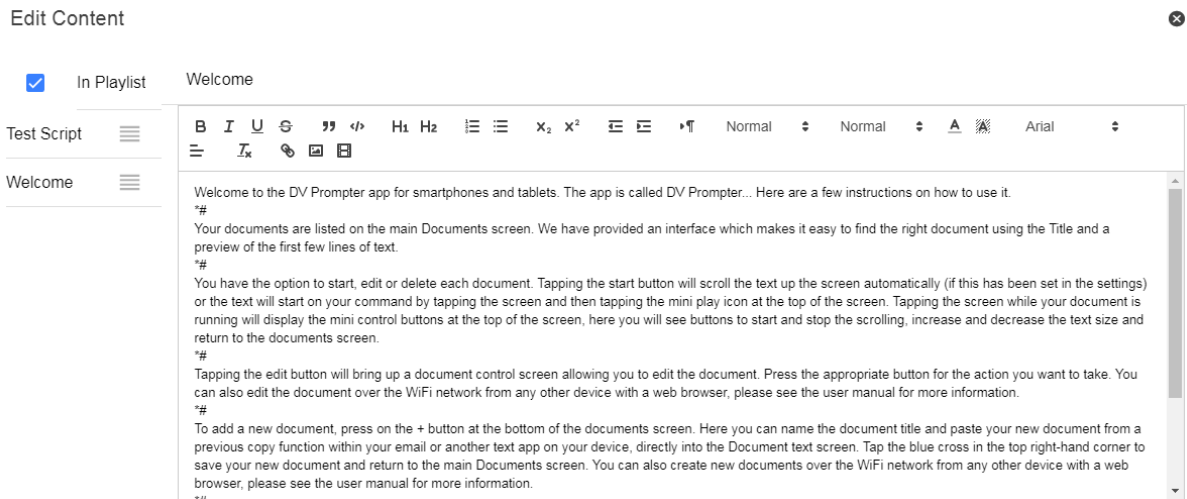 Edit Content
In Playlist
Welcome
Test Script
Welcome
B I U S ” </> H1 H2 X2 X2 ¶ Normal Normal A A Arial
Tx
Welcome to the DV Prompter app for smartphones and tablets. The app is called DV Prompter... Here are a few instructions on how to use it.
*#
Your documents are listed on the main Documents screen. We have provided an interface which makes it easy to find the right document using the Title and a
preview of the first few lines of text.
*#
You have the option to start, edit or delete each document. Tapping the start button will scroll the text up the screen automatically (if this has been set in the settings)
or the text will start on your command by tapping the screen and then tapping the mini play icon at the top of the screen. Tapping the screen while your document is
running will display the mini control buttons at the top of the screen, here you will see buttons to start and stop the scrolling, increase and decrease the text size and
return to the documents screen.
*#
Tapping the edit button will bring up a document control screen allowing you to edit the document. Press the appropriate button for the action you want to take. You
can also edit the document over the WiFi network from any other device with a web browser, please see the user manual for more information.
*#
To add a new document, press on the + button at the bottom of the documents screen. Here you can name the document title and paste your new document from a
previous copy function within your email or another text app on your device, directly into the Document text screen. Tap the blue cross in the top right-hand corner to
save your new document and return to the main Documents screen. You can also create new documents over the WiFi network from any other device with a web
browser, please see the user manual for more information.
*#